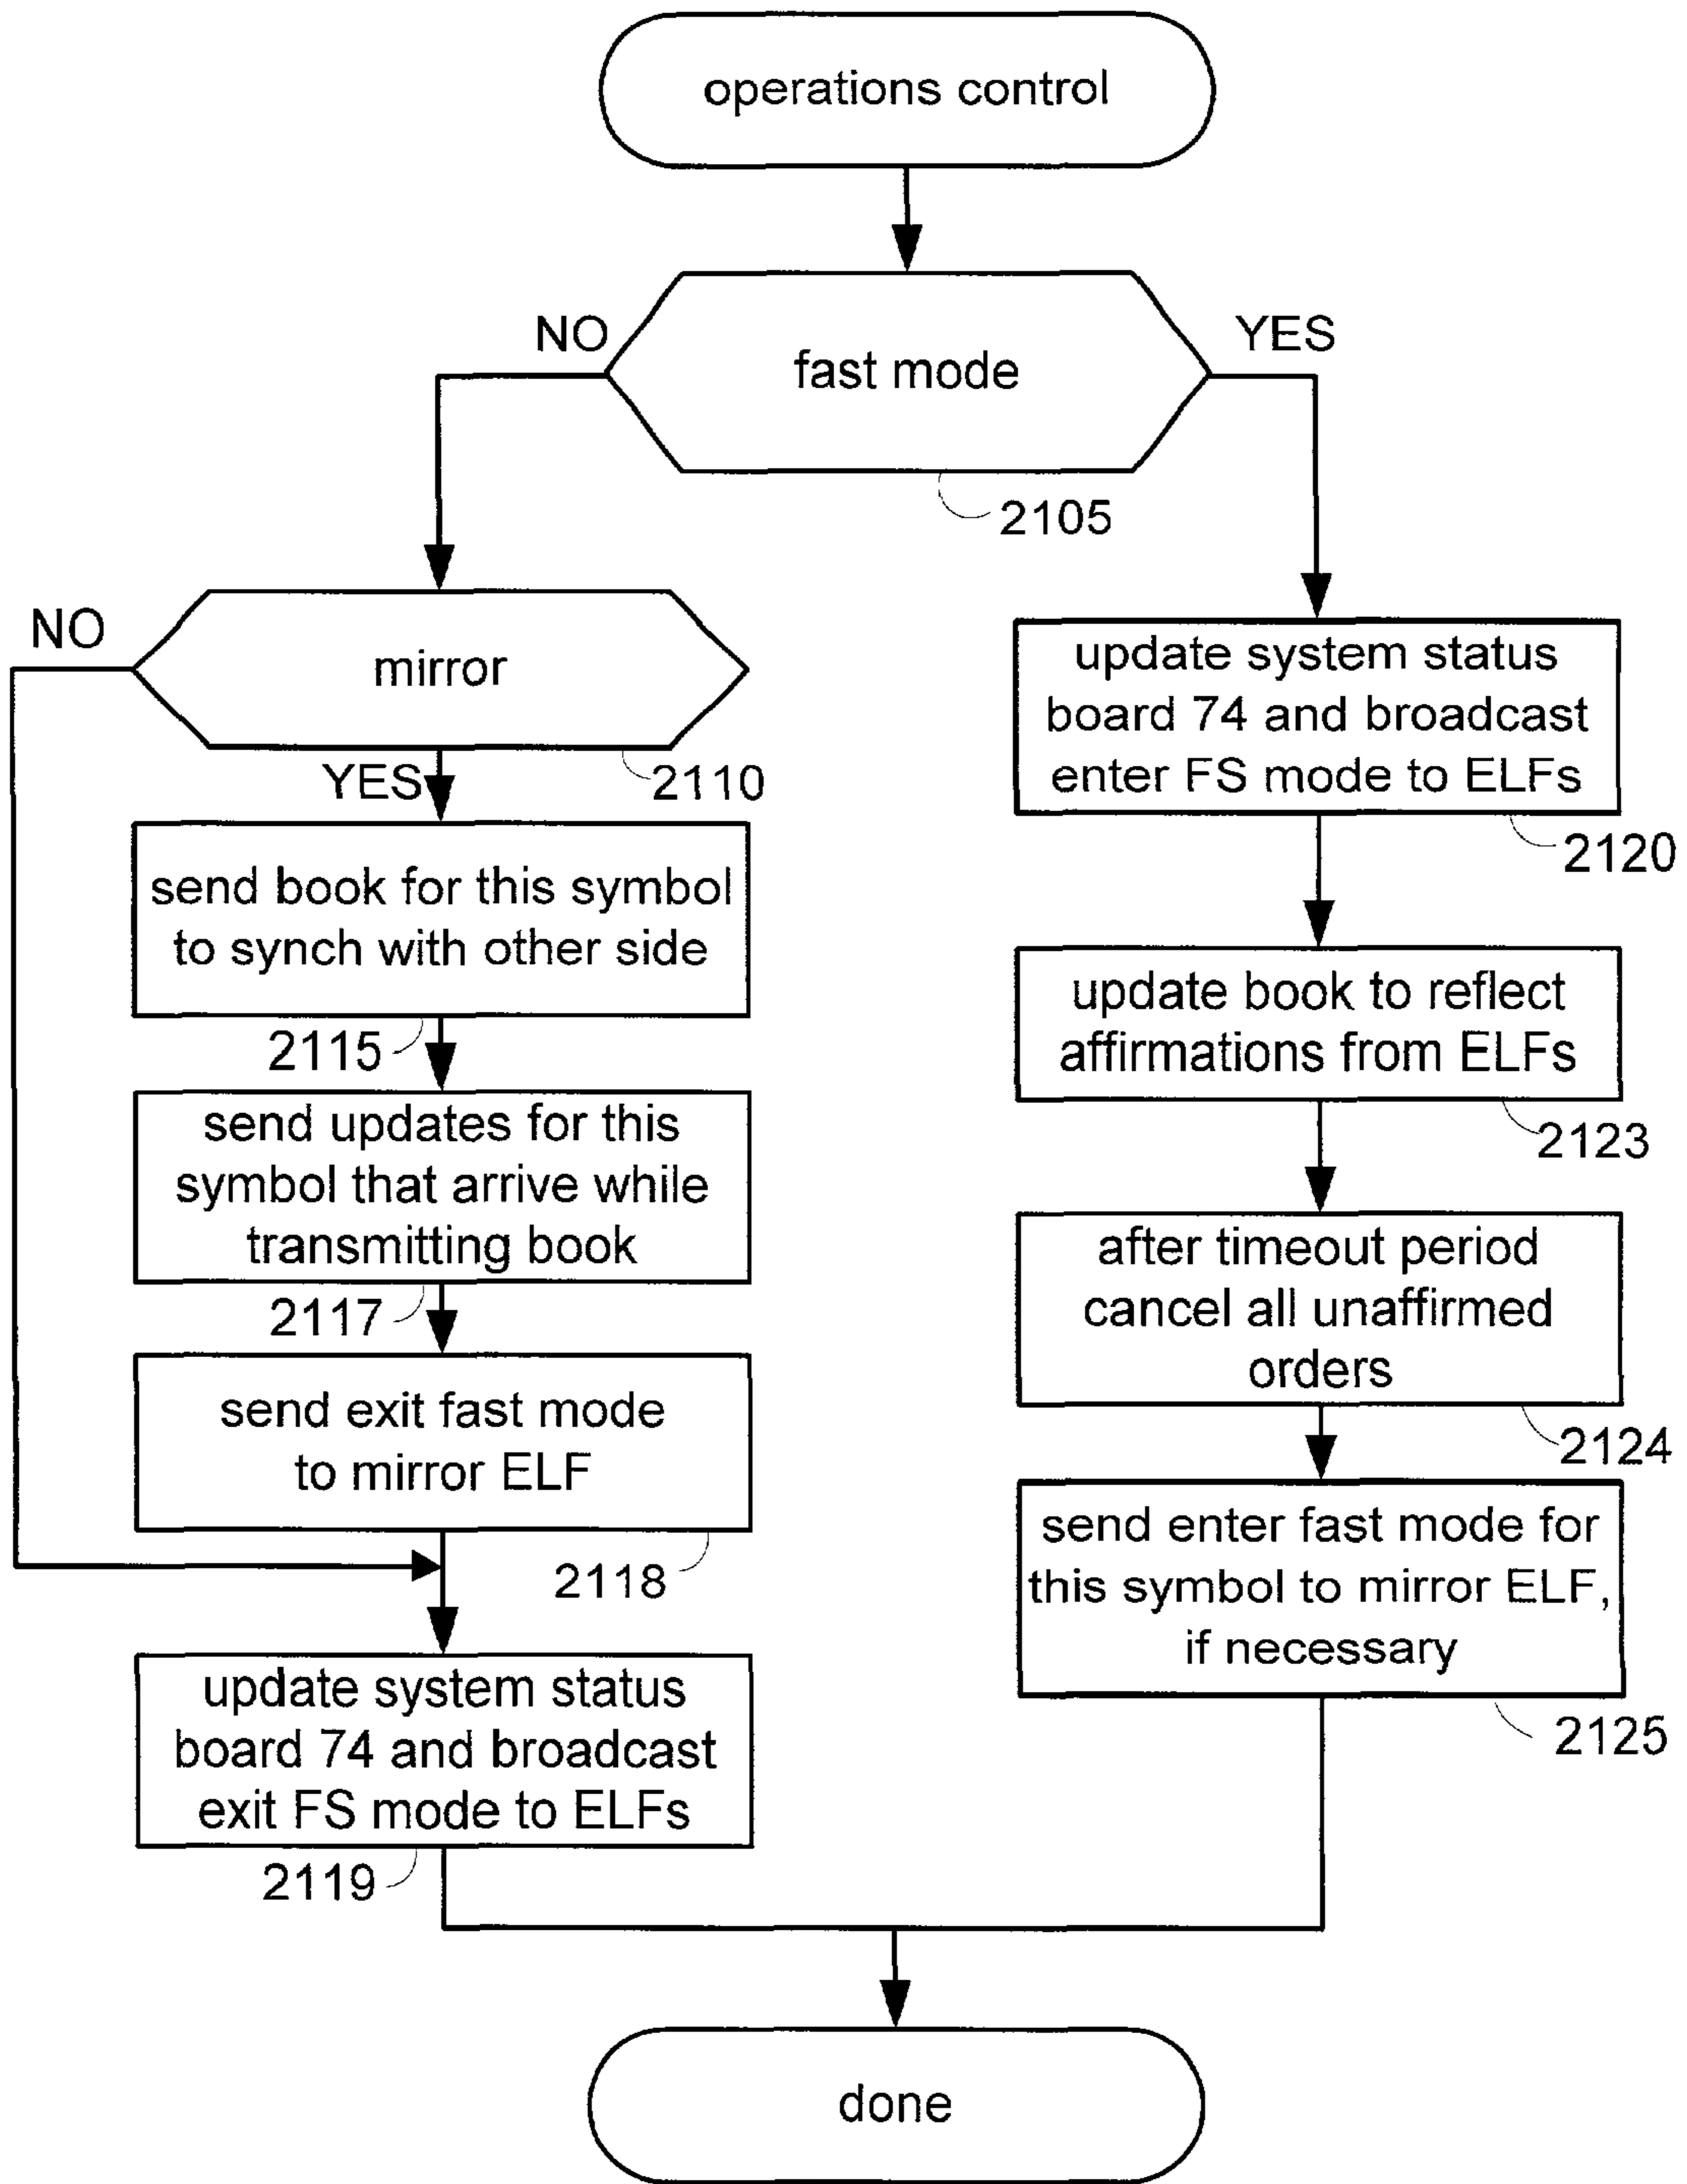 operations control
NO
YES
fast mode
2105
NO
mirror
YES
2110
send book for this symbol
to synch with other side
2115
send updates for this
symbol that arrive while
transmitting book
2117
send exit fast mode
to mirror ELF
2118
update system status
board 74 and broadcast
exit FS mode to ELFs
2119
update system status
board 74 and broadcast
enter FS mode to ELFs
2120
update book to reflect
affirmations from ELFs
2123
after timeout period
cancel all unaffirmed
orders
2124
send enter fast mode for
this symbol to mirror ELF,
if necessary
2125
done